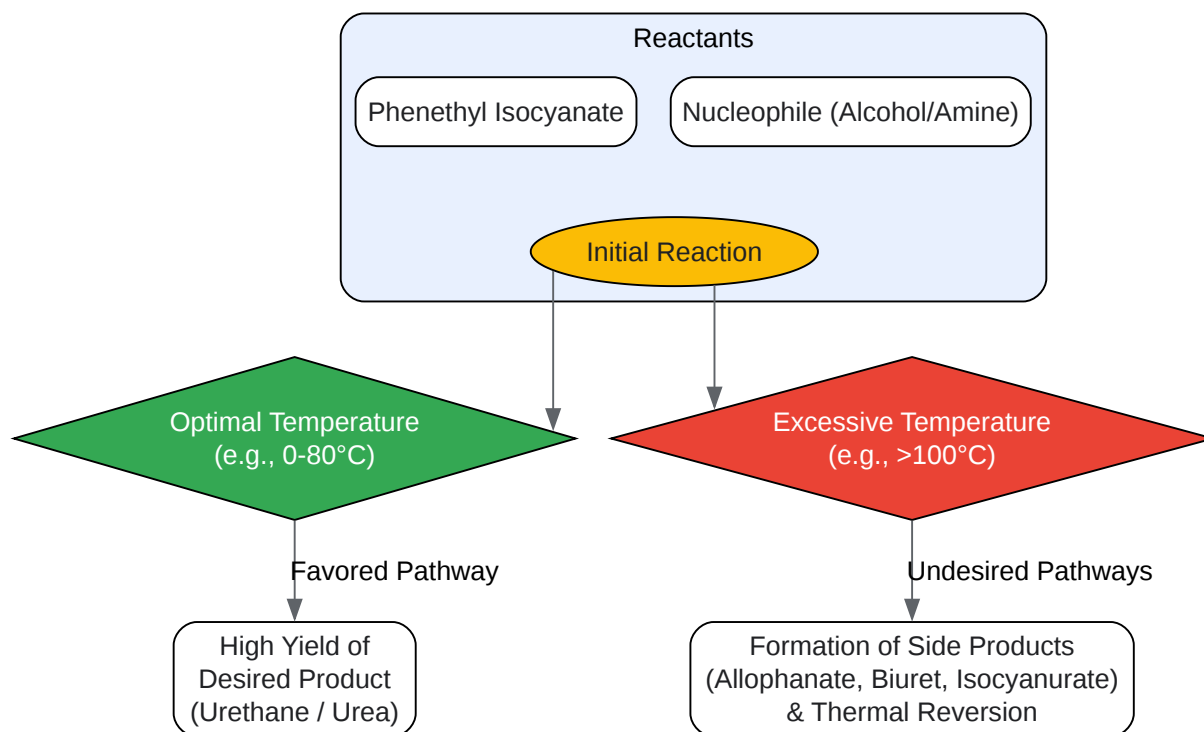 Reactants
Phenethyl Isocyanate
Nucleophile (Alcohol/Amine)
Initial Reaction
Optimal Temperature
(e.g., 0-80°C)
Excessive Temperature
(e.g., >100°C)
Favored Pathway
Undesired Pathways
High Yield of
Desired Product
(Urethane / Urea)
Formation of Side Products
(Allophanate, Biuret, Isocyanurate)
& Thermal Reversion